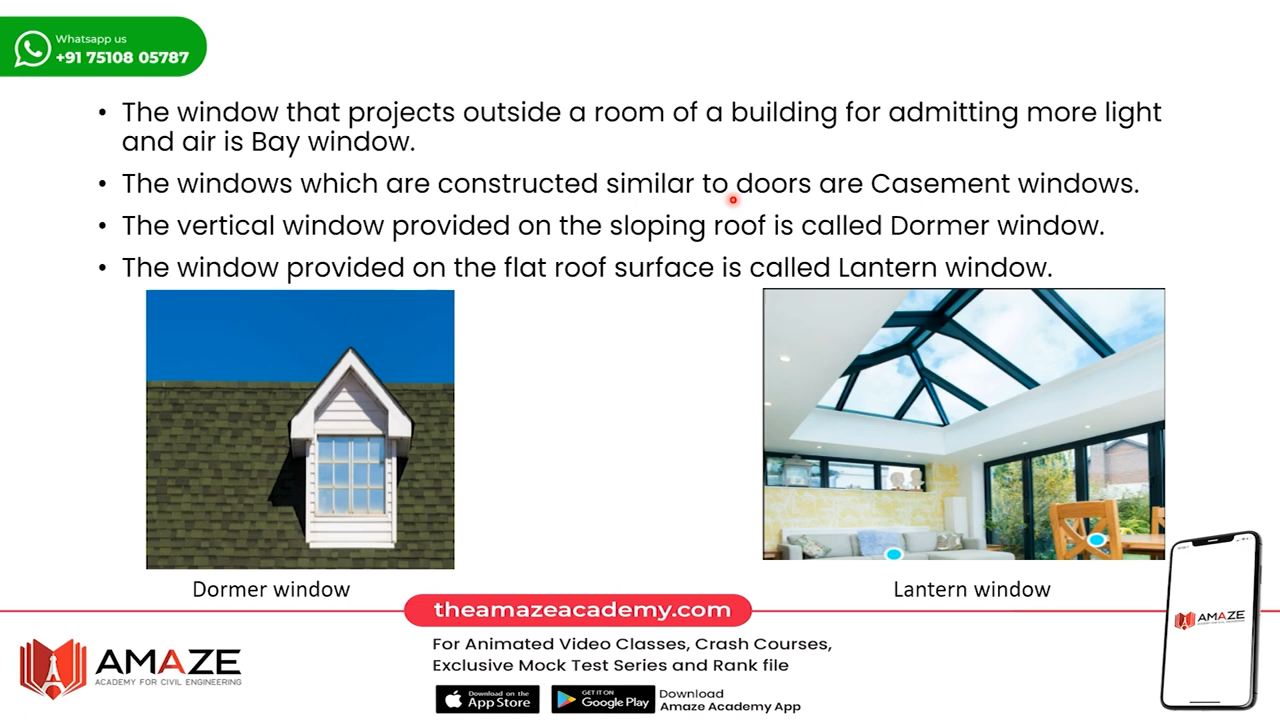 Whatsapp us
+91 75108 05787
• The window that projects outside a room of a building for admitting more light
and air is Bay window.
• The windows which are constructed similar to doors are Casement windows.
• The vertical window provided on the sloping roof is called Dormer window.
• The window provided on the flat roof surface is called Lantern window.
Dormer window
Lantern window
theamazeacademy.com
AMAZE
ACADEMY FOR CIVIL ENGINEERING
For Animated Video Classes, Crash Courses,
Exclusive Mock Test Series and Rank file
Download on the
App Store
GET IT ON
Google Play
Download
Amaze Academy App
AMAZE